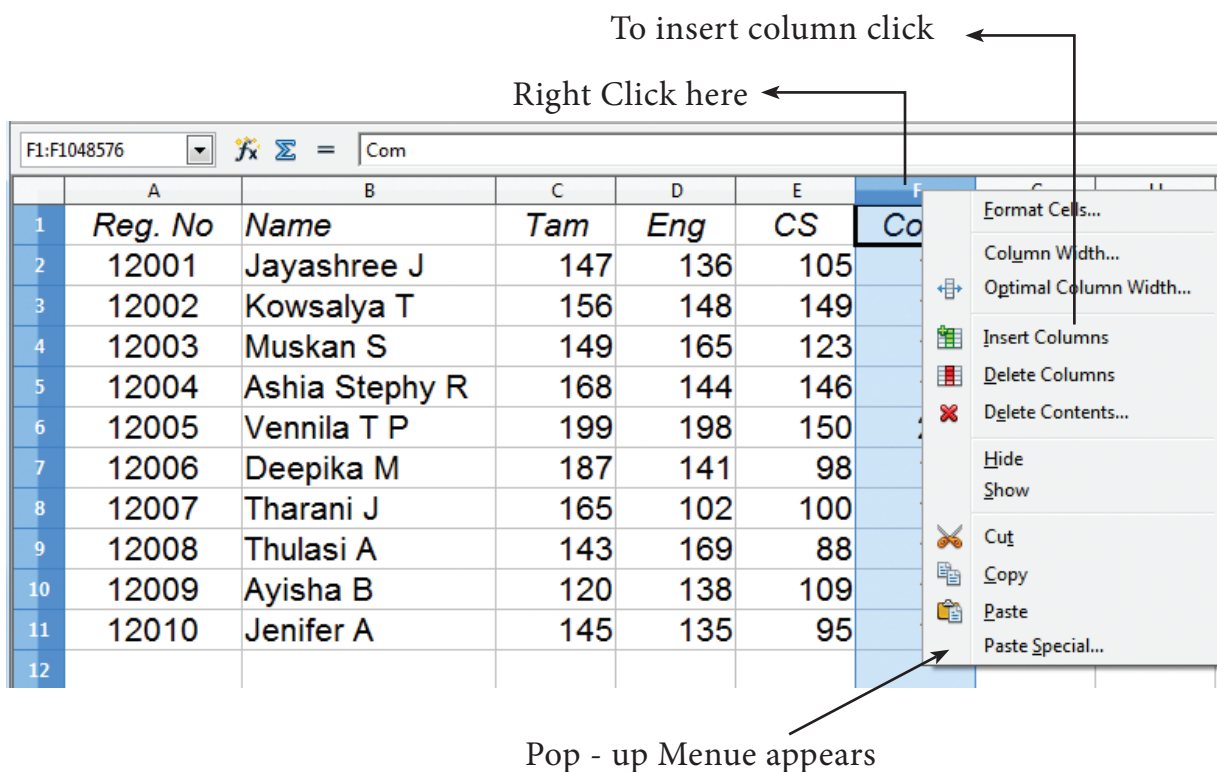 To insert column click
Right Click here
F1:F1048576 fx Σ = Com
A B C D E F
1 Reg. No Name Tam Eng CS Co
2 12001 Jayashree J 147 136 105
3 12002 Kowsalya T 156 148 149
4 12003 Muskan S 149 165 123
5 12004 Ashia Stephy R 168 144 146
6 12005 Vennila T P 199 198 150
7 12006 Deepika M 187 141 98
8 12007 Tharani J 165 102 100
9 12008 Thulasi A 143 169 88
10 12009 Ayisha B 120 138 109
11 12010 Jenifer A 145 135 95
12
Format Cells...
Column Width...
Optimal Column Width...
Insert Columns
Delete Columns
Delete Contents...
Hide
Show
Cut
Copy
Paste
Paste Special...
Pop - up Menue appears